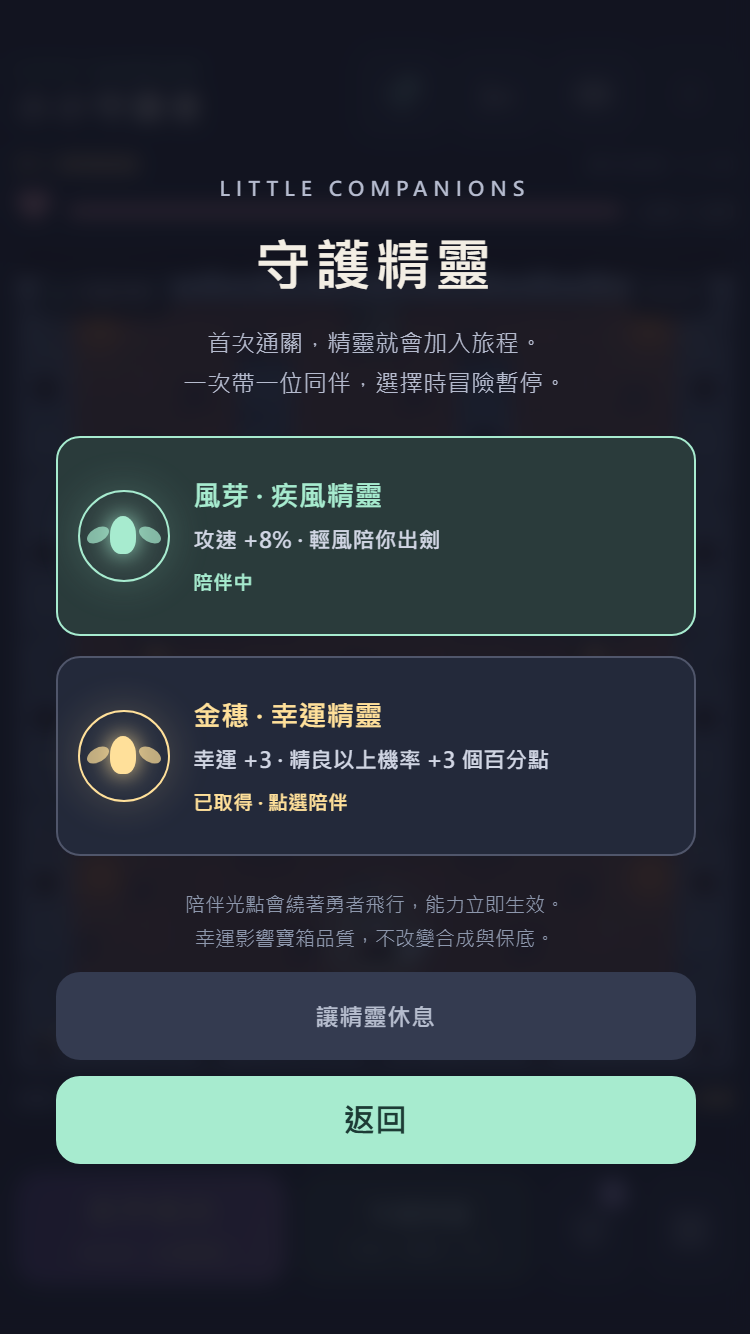 LITTLE COMPANIONS
守護精靈
首次通關，精靈就會加入旅程。
一次帶一位同伴，選擇時冒險暫停。
風芽 · 疾風精靈
攻速 +8% · 輕風陪你出劍
陪伴中
金穗 · 幸運精靈
幸運 +3 · 精良以上機率 +3 個百分點
已取得 · 點選陪伴
陪伴光點會繞著勇者飛行，能力立即生效。
幸運影響寶箱品質，不改變合成與保底。
讓精靈休息
返回